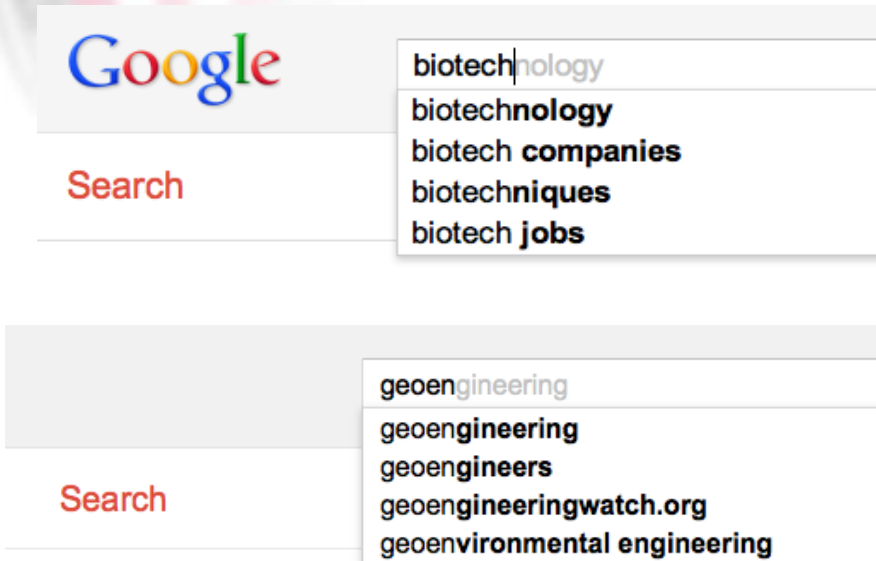 Google
biotechnology
biotechnology
biotech companies
biotechniques
biotech jobs
Search
geoengineering
geoengineering
geoengineers
geoengineeringwatch.org
geoenvironmental engineering
Search